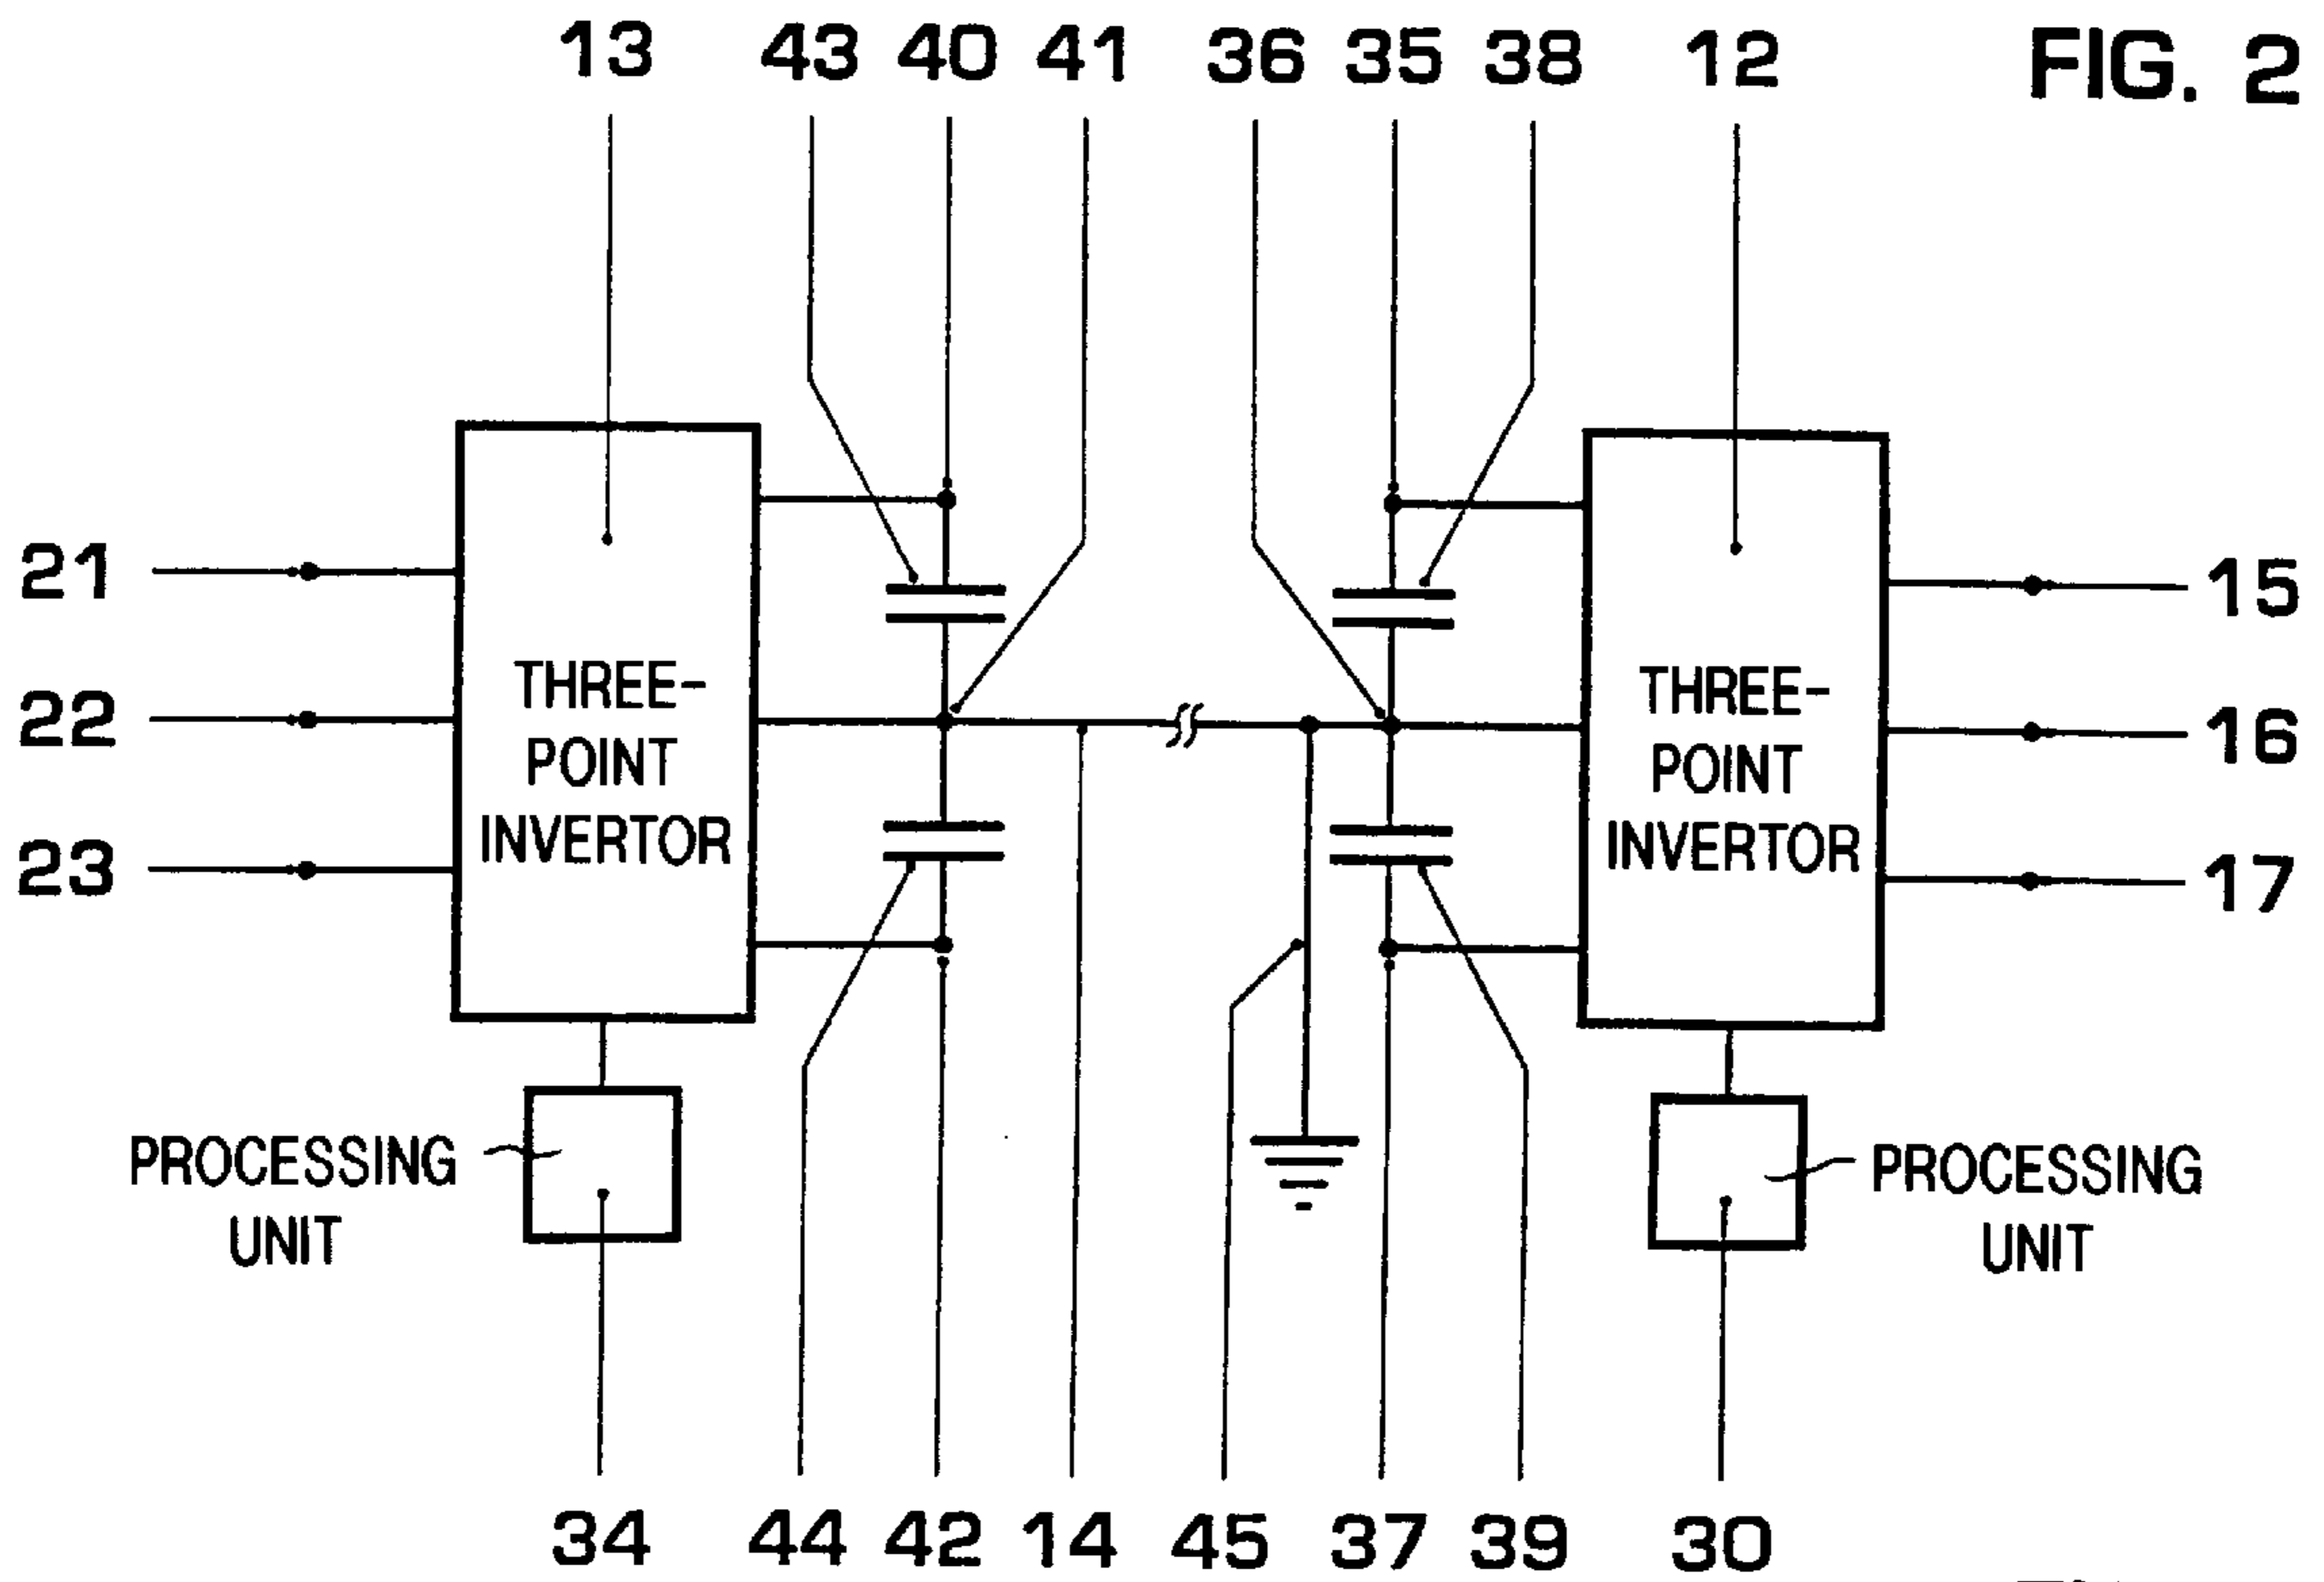 13 43 40 41 36 35 38 12 FIG. 2
21
22
23
THREE-
POINT
INVERTOR
THREE-
POINT
INVERTOR
15
16
17
PROCESSING
UNIT
PROCESSING
UNIT
34 44 42 14 45 37 39 30